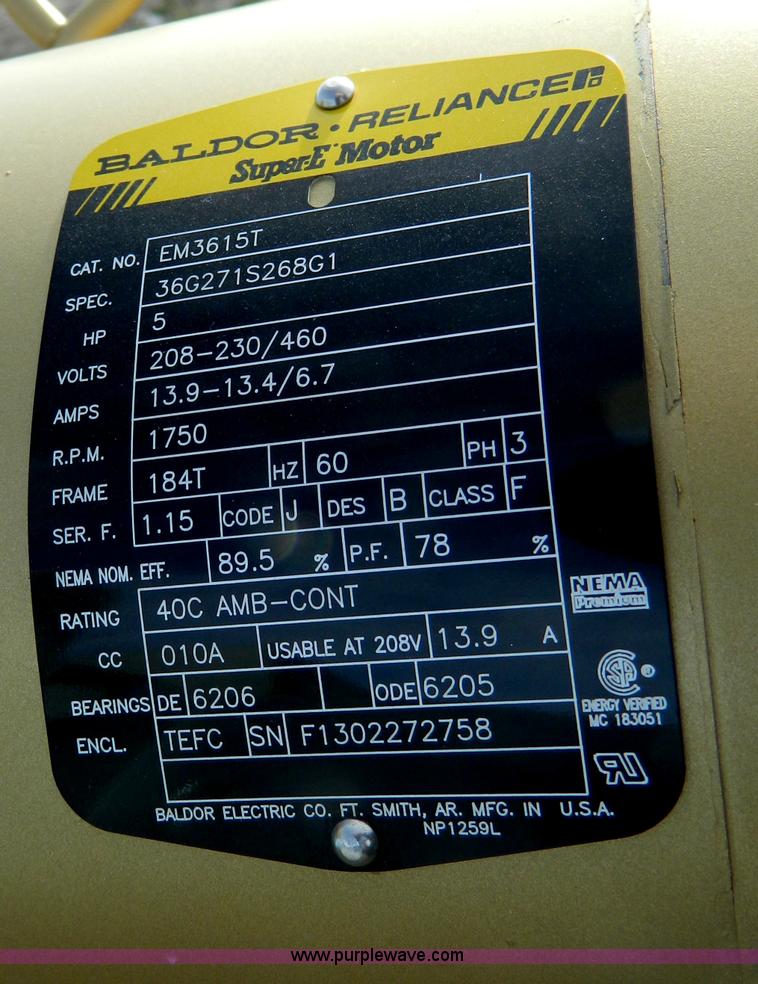 BALDOR · RELIANCE
Super-E Motor
CAT. NO. EM3615T
SPEC. 36G271S268G1
HP 5
VOLTS 208-230/460
AMPS 13.9-13.4/6.7
R.P.M. 1750
FRAME 184T HZ 60 PH 3
SER. F. 1.15 CODE J DES B CLASS F
NEMA NOM. EFF. 89.5 % P.F. 78 %
RATING 40C AMB-CONT
NEMA
Premium
CC 010A USABLE AT 208V 13.9 A
BEARINGS DE 6206 ODE 6205
SP ®
ENERGY VERIFIED
MC 183051
ENCL. TEFC SN F1302272758
RU
BALDOR ELECTRIC CO. FT. SMITH, AR. MFG. IN U.S.A.
NP1259L
www.purplewave.com